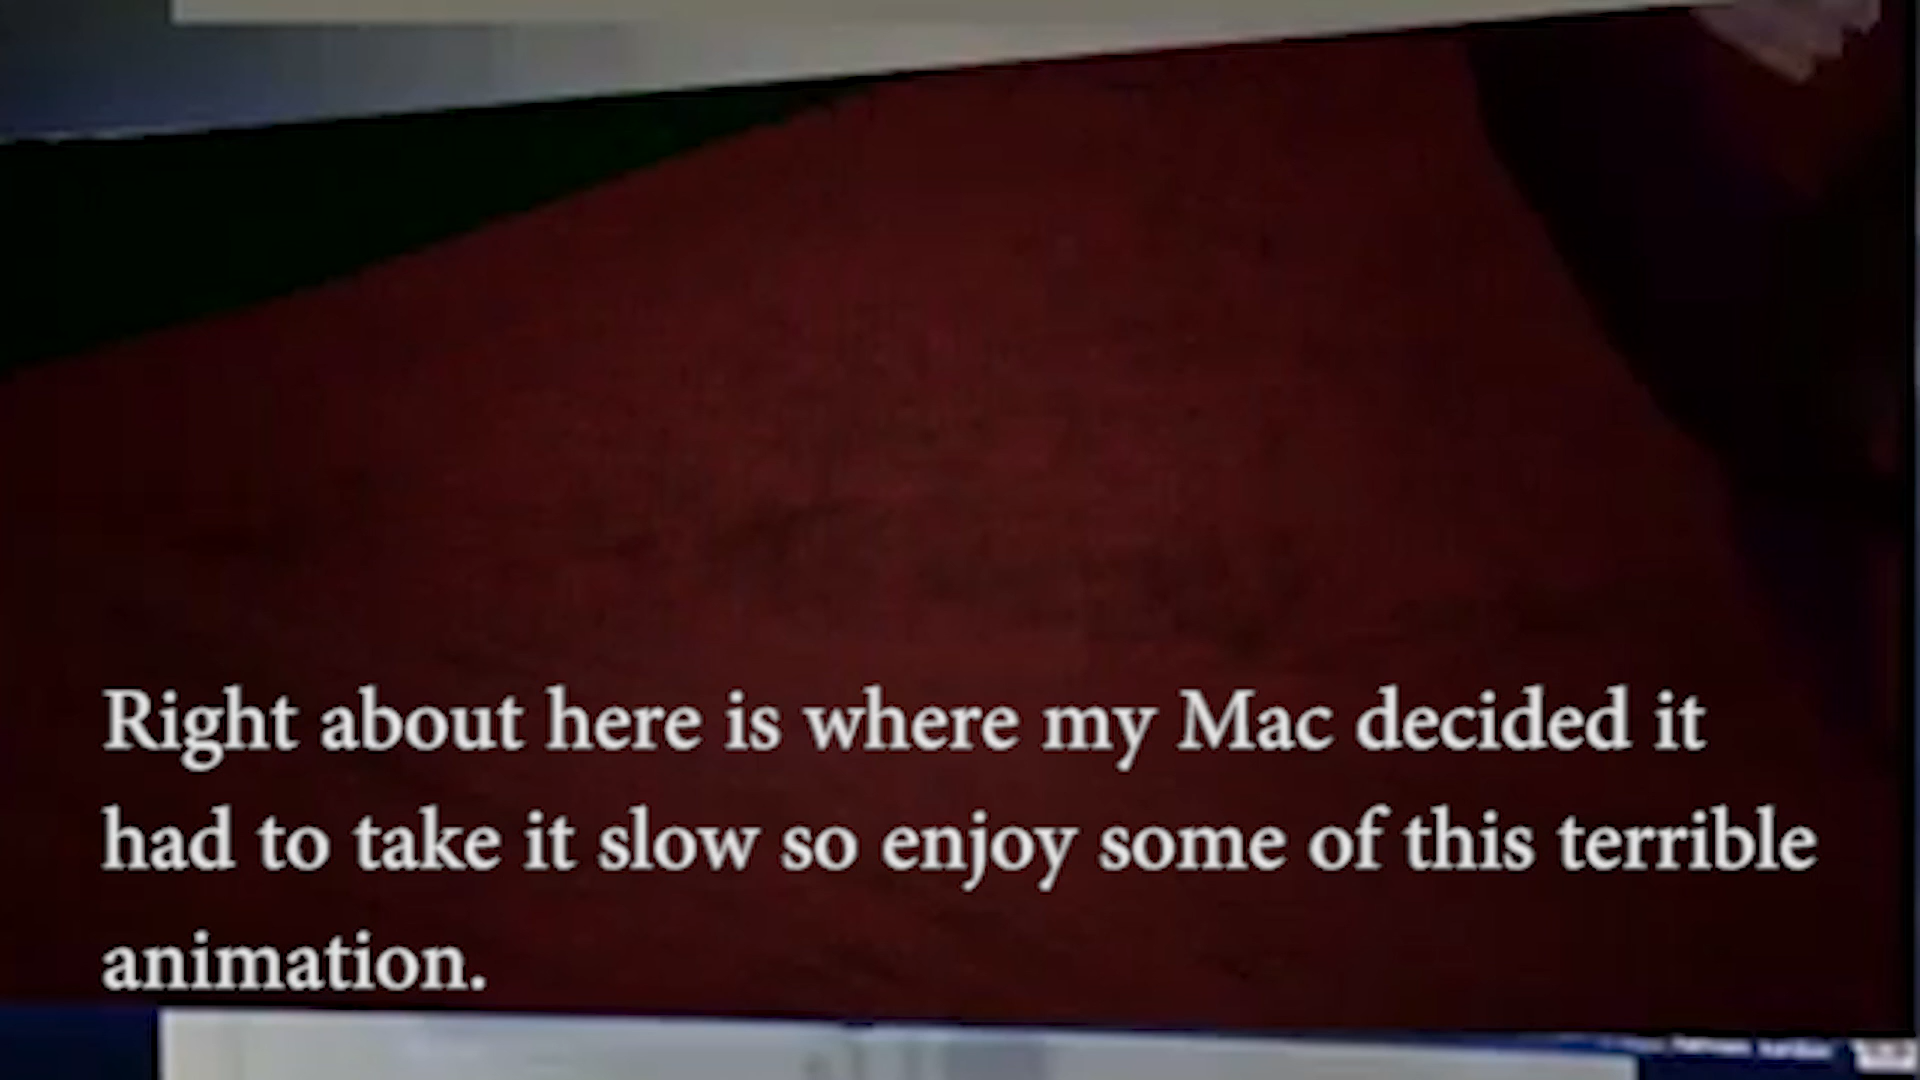 Right about here is where my Mac decided it
had to take it slow so enjoy some of this terrible
animation.